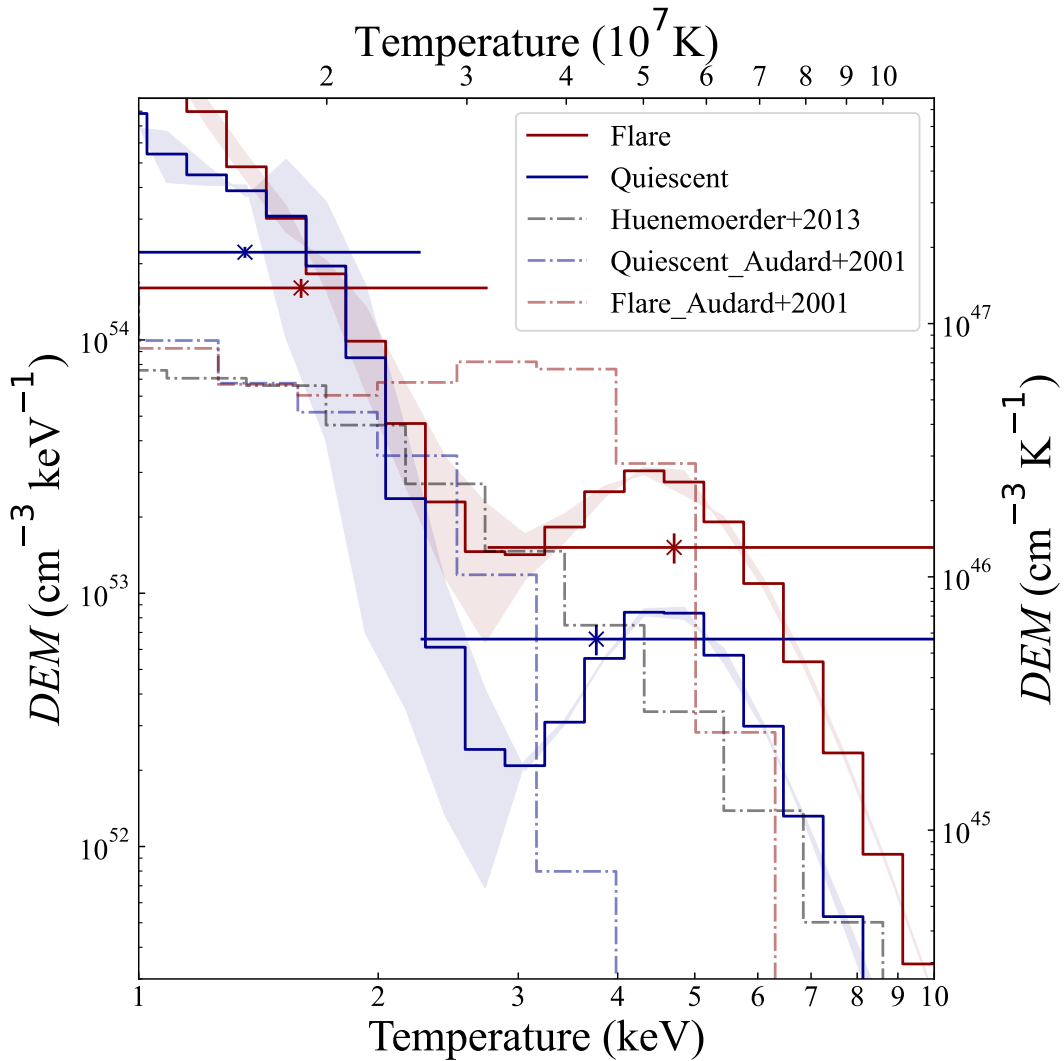 Temperature (10⁷K)
2 3 4 5 6 7 8 9 10
Flare
Quiescent
Huenemoerder+2013
Quiescent_Audard+2001
Flare_Audard+2001
10⁵⁴
10⁵³
10⁵²
DEM (cm⁻³ keV⁻¹)
10⁴⁷
10⁴⁶
10⁴⁵
DEM (cm⁻³ K⁻¹)
1 2 3 4 5 6 7 8 9 10
Temperature (keV)